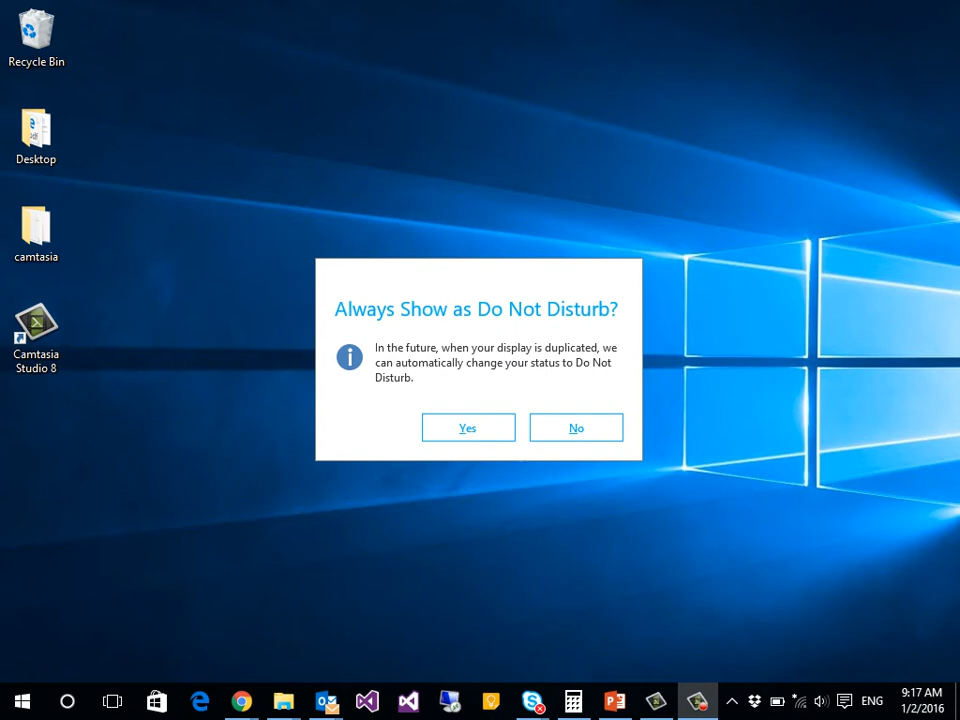 Recycle Bin
Desktop
camtasia
Camtasia
Studio 8
Always Show as Do Not Disturb?
In the future, when your display is duplicated, we
can automatically change your status to Do Not
Disturb.
Yes
No
ENG
9:17 AM
1/2/2016